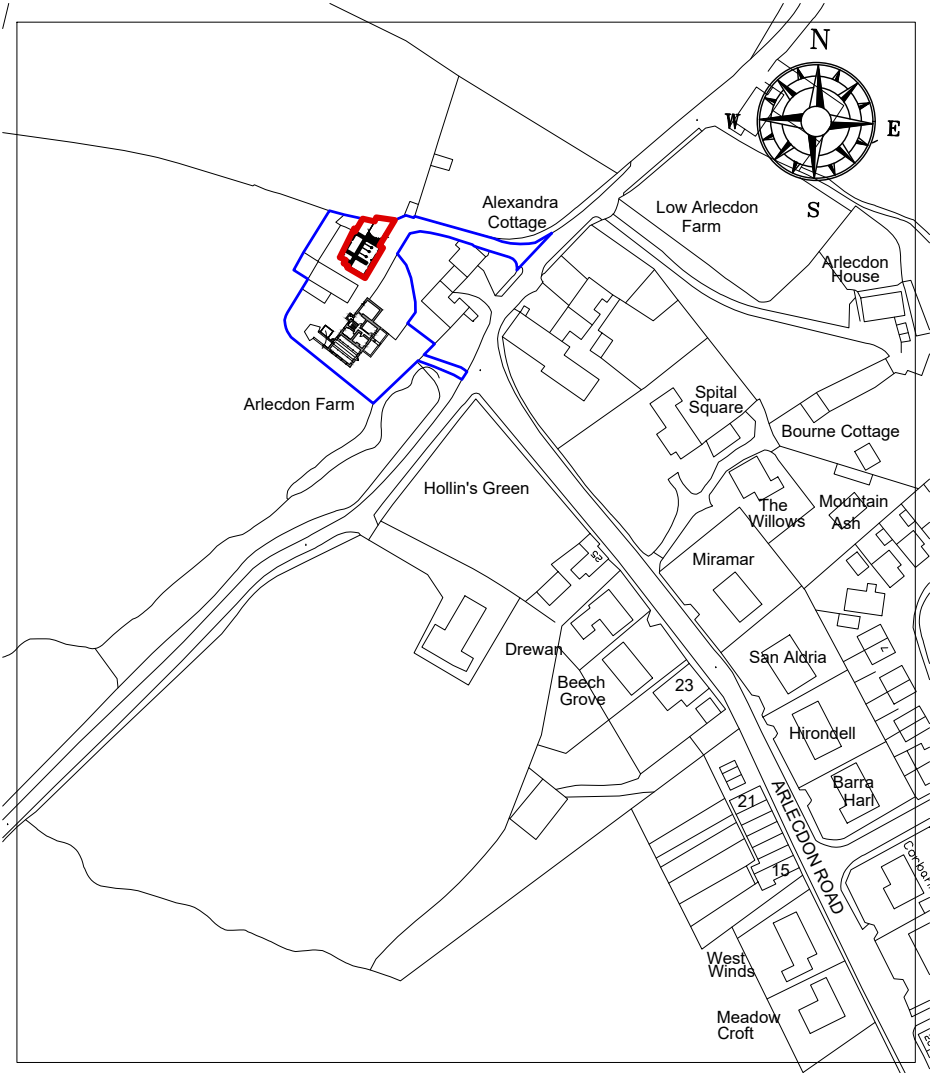 N
W
E
S
Alexandra
Cottage
Low Arlecdon
Farm
Arlecdon
House
Arlecdon Farm
Spital
Square
Bourne Cottage
Hollin's Green
The
Willows
Mountain
Ash
25
Miramar
Drewan
San Aldria
7
Beech
Grove
23
Hirondell
Barra
Harl
21
ARLECDON ROAD
15
West
Winds
Meadow
Croft